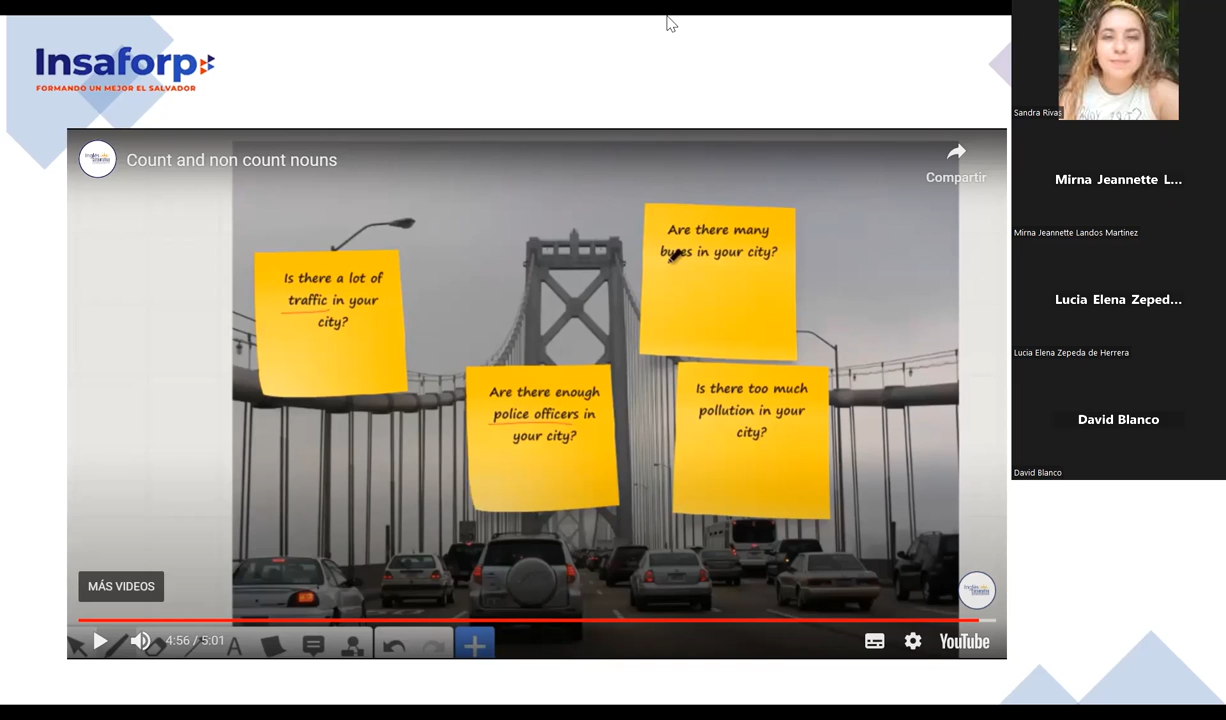 Insaforp
FORMANDO UN MEJOR EL SALVADOR
Count and non count nouns
Compartir
Is there a lot of
traffic in your
city?
Are there enough
police officers in
your city?
Are there many
buses in your city?
Is there too much
pollution in your
city?
MÁS VIDEOS
4:56 / 5:01
YouTube
Sandra Rivas
Mirna Jeannette L...
Mirna Jeannette Landos Martinez
Lucia Elena Zeped...
Lucia Elena Zepeda de Herrera
David Blanco
David Blanco